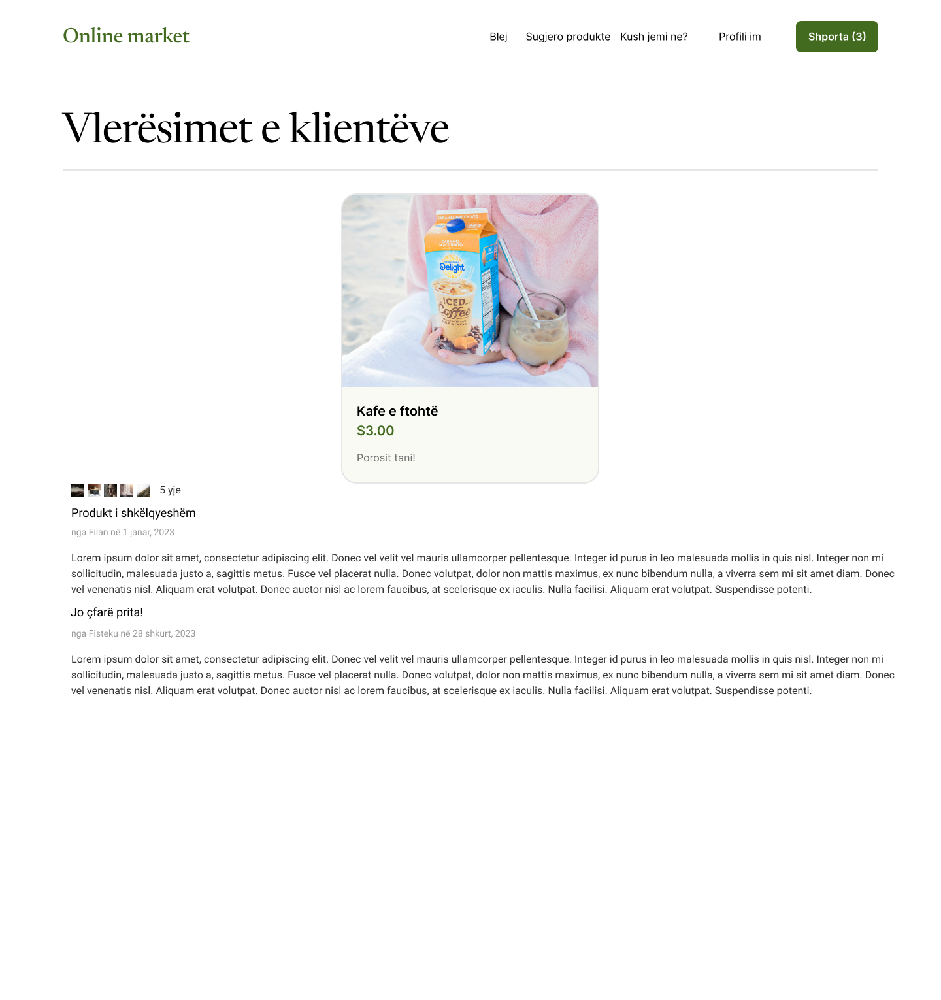 Online market
Blej Sugjero produkte Kush jemi ne? Profili im Shporta (3)
Vlerësimet e klientëve
CARAMEL MACCHIATO
CARAMEL
MACCHIATO
INTERNATIONAL
Delight
ICED
Coffee
MILK & CREAM
Kafe e ftohtë
$3.00
Porosit tani!
5 yje
Produkt i shkëlqyeshëm
nga Filan në 1 janar, 2023
Lorem ipsum dolor sit amet, consectetur adipiscing elit. Donec vel velit vel mauris ullamcorper pellentesque. Integer id purus in leo malesuada mollis in quis nisl. Integer non mi
sollicitudin, malesuada justo a, sagittis metus. Fusce vel placerat nulla. Donec volutpat, dolor non mattis maximus, ex nunc bibendum nulla, a viverra sem mi sit amet diam. Donec
vel venenatis nisl. Aliquam erat volutpat. Donec auctor nisl ac lorem faucibus, at scelerisque ex iaculis. Nulla facilisi. Aliquam erat volutpat. Suspendisse potenti.
Jo çfarë prita!
nga Fisteku në 28 shkurt, 2023
Lorem ipsum dolor sit amet, consectetur adipiscing elit. Donec vel velit vel mauris ullamcorper pellentesque. Integer id purus in leo malesuada mollis in quis nisl. Integer non mi
sollicitudin, malesuada justo a, sagittis metus. Fusce vel placerat nulla. Donec volutpat, dolor non mattis maximus, ex nunc bibendum nulla, a viverra sem mi sit amet diam. Donec
vel venenatis nisl. Aliquam erat volutpat. Donec auctor nisl ac lorem faucibus, at scelerisque ex iaculis. Nulla facilisi. Aliquam erat volutpat. Suspendisse potenti.